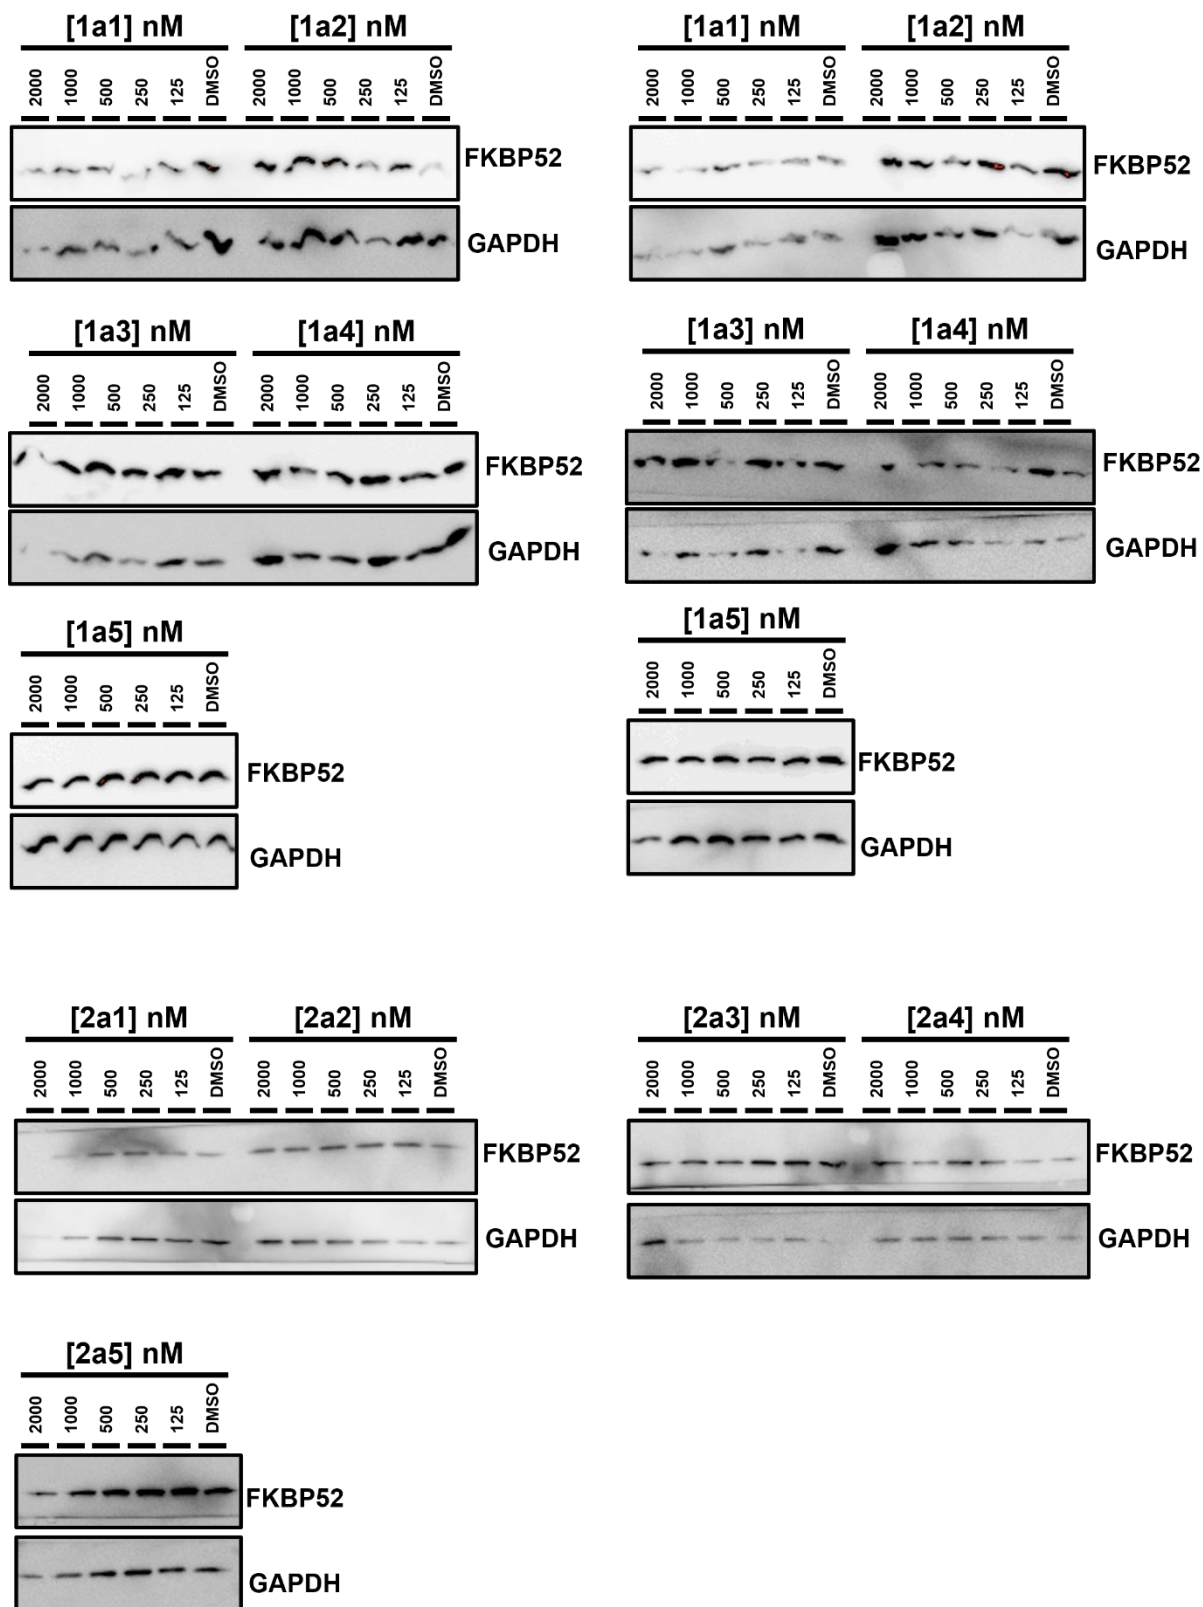 [1a1] nM [1a2] nM [1a1] nM [1a2] nM
2000 1000 500 250 125 DMSO 2000 1000 500 250 125 DMSO 2000 1000 500 250 125 DMSO 2000 1000 500 250 125 DMSO
FKBP52 FKBP52
GAPDH GAPDH
[1a3] nM [1a4] nM [1a3] nM [1a4] nM
2000 1000 500 250 125 DMSO 2000 1000 500 250 125 DMSO 2000 1000 500 250 125 DMSO 2000 1000 500 250 125 DMSO
FKBP52 FKBP52
GAPDH GAPDH
[1a5] nM [1a5] nM
2000 1000 500 250 125 DMSO 2000 1000 500 250 125 DMSO
FKBP52 FKBP52
GAPDH GAPDH
[2a1] nM [2a2] nM [2a3] nM [2a4] nM
2000 1000 500 250 125 DMSO 2000 1000 500 250 125 DMSO 2000 1000 500 250 125 DMSO 2000 1000 500 250 125 DMSO
FKBP52 FKBP52
GAPDH GAPDH
[2a5] nM
2000 1000 500 250 125 DMSO
FKBP52
GAPDH